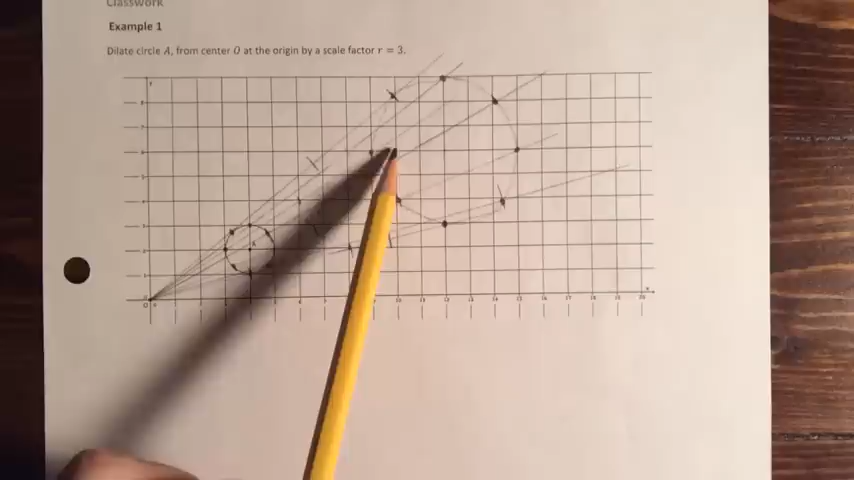 Classwork
Example 1
Dilate circle A, from center O at the origin by a scale factor r = 3.